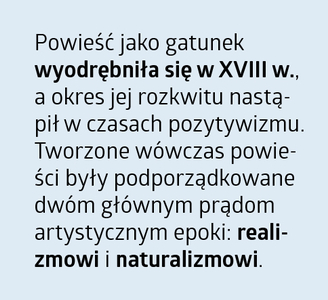 Powieść jako gatunek
wyodrębniła się w XVIII w.,
a okres jej rozkwitu nastą-
pił w czasach pozytywizmu.
Tworzone wówczas powie-
ści były podporządkowane
dwóm głównym prądom
artystycznym epoki: reali-
zmowi i naturalizmowi.